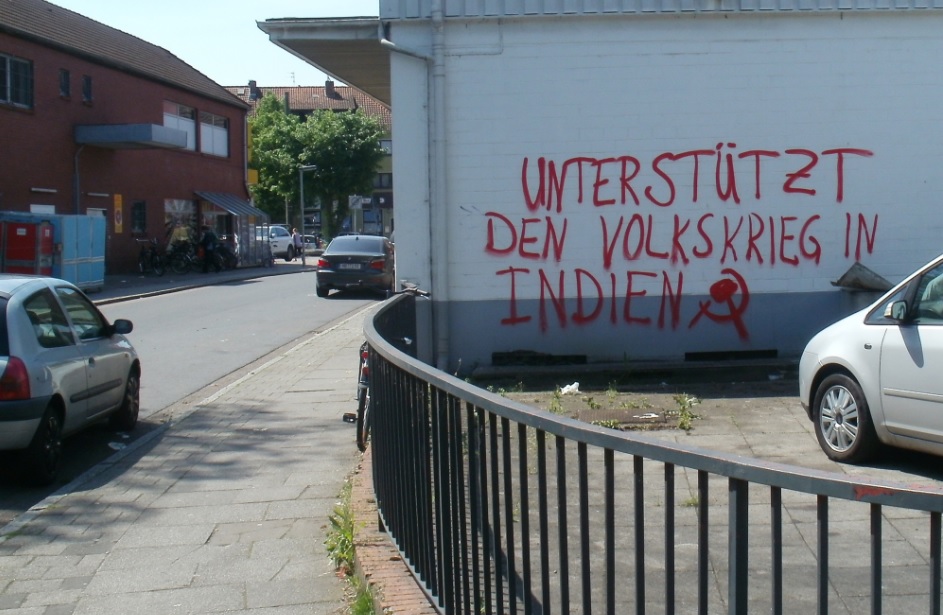 UNTERSTÜTZT
DEN VOLKSKRIEG IN
INDIEN